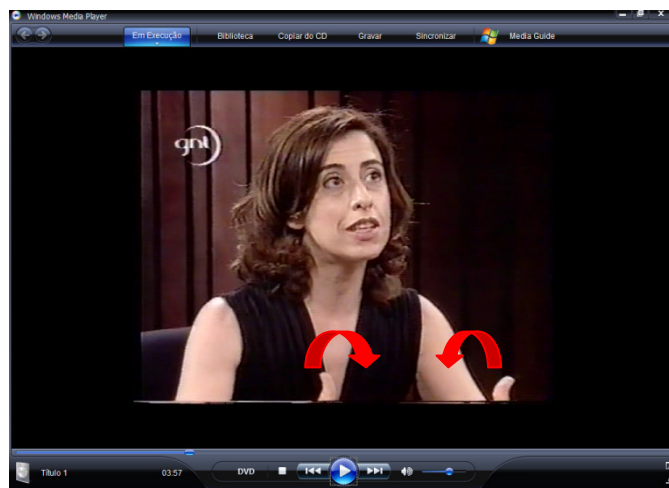 Windows Media Player
Em Execução Biblioteca Copiar do CD Gravar Sincronizar Media Guide
gnt
Título 1 03:57 DVD